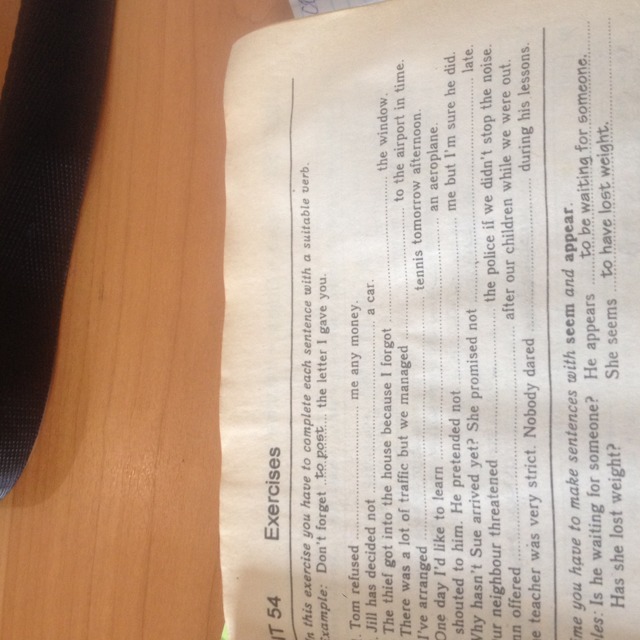 IT 54 Exercises
In this exercise you have to complete each sentence with a suitable verb.
Example: Don't forget to post the letter I gave you.
Tom refused .......... me any money.
Jill has decided not .......... a car.
The thief got into the house because I forgot .......... the window.
There was a lot of traffic but we managed .......... to the airport in time.
I've arranged .......... tennis tomorrow afternoon.
One day I'd like to learn .......... an aeroplane.
shouted to him. He pretended not .......... me but I'm sure he did.
Why hasn't Sue arrived yet? She promised not .......... late.
ur neighbour threatened .......... the police if we didn't stop the noise.
n offered .......... after our children while we were out.
e teacher was very strict. Nobody dared .......... during his lessons.
me you have to make sentences with seem and appear.
les: Is he waiting for someone? He appears to be waiting for someone.
Has she lost weight? She seems to have lost weight.